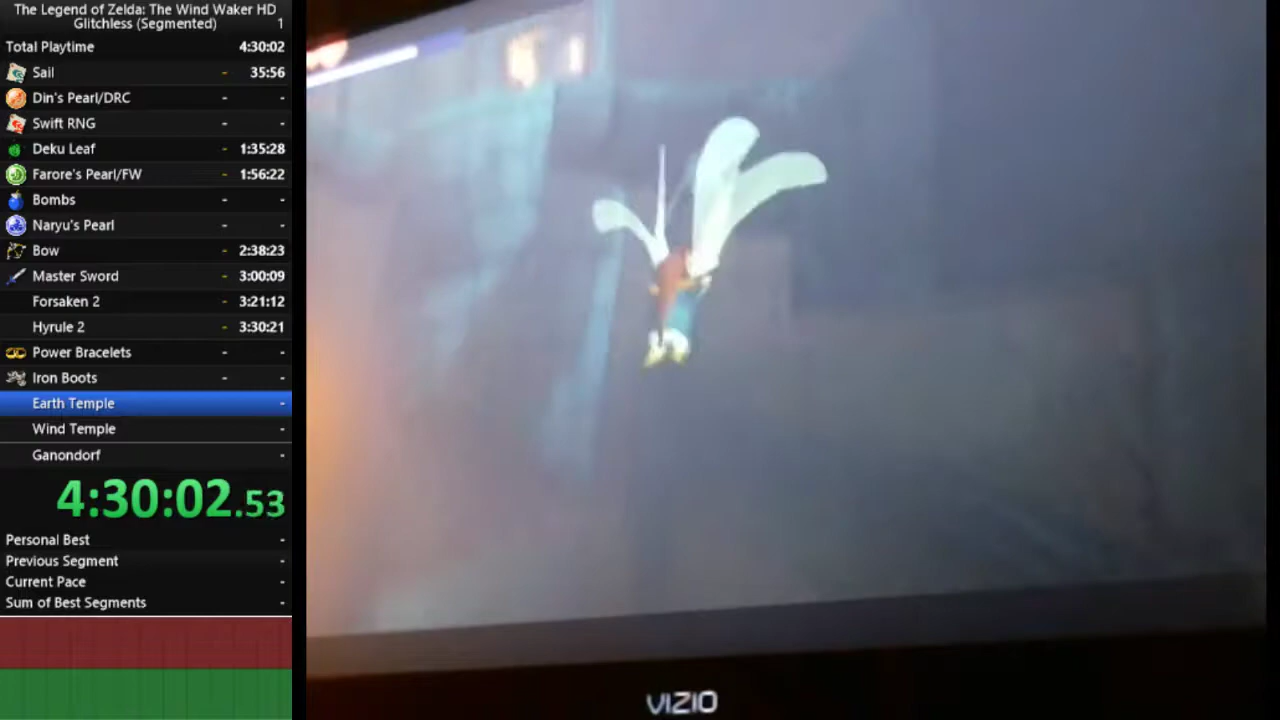 The Legend of Zelda: The Wind Waker HD
Glitchless (Segmented) 1
Total Playtime 4:30:02
Sail - 35:56
Din's Pearl/DRC - -
Swift RNG - -
Deku Leaf - 1:35:28
Farore's Pearl/FW - 1:56:22
Bombs - -
Naryu's Pearl - -
Bow - 2:38:23
Master Sword - 3:00:09
Forsaken 2 - 3:21:12
Hyrule 2 - 3:30:21
Power Bracelets - -
Iron Boots - -
Earth Temple -
Wind Temple -
Ganondorf -
4:30:02.53
Personal Best -
Previous Segment -
Current Pace -
Sum of Best Segments -
VIZIO